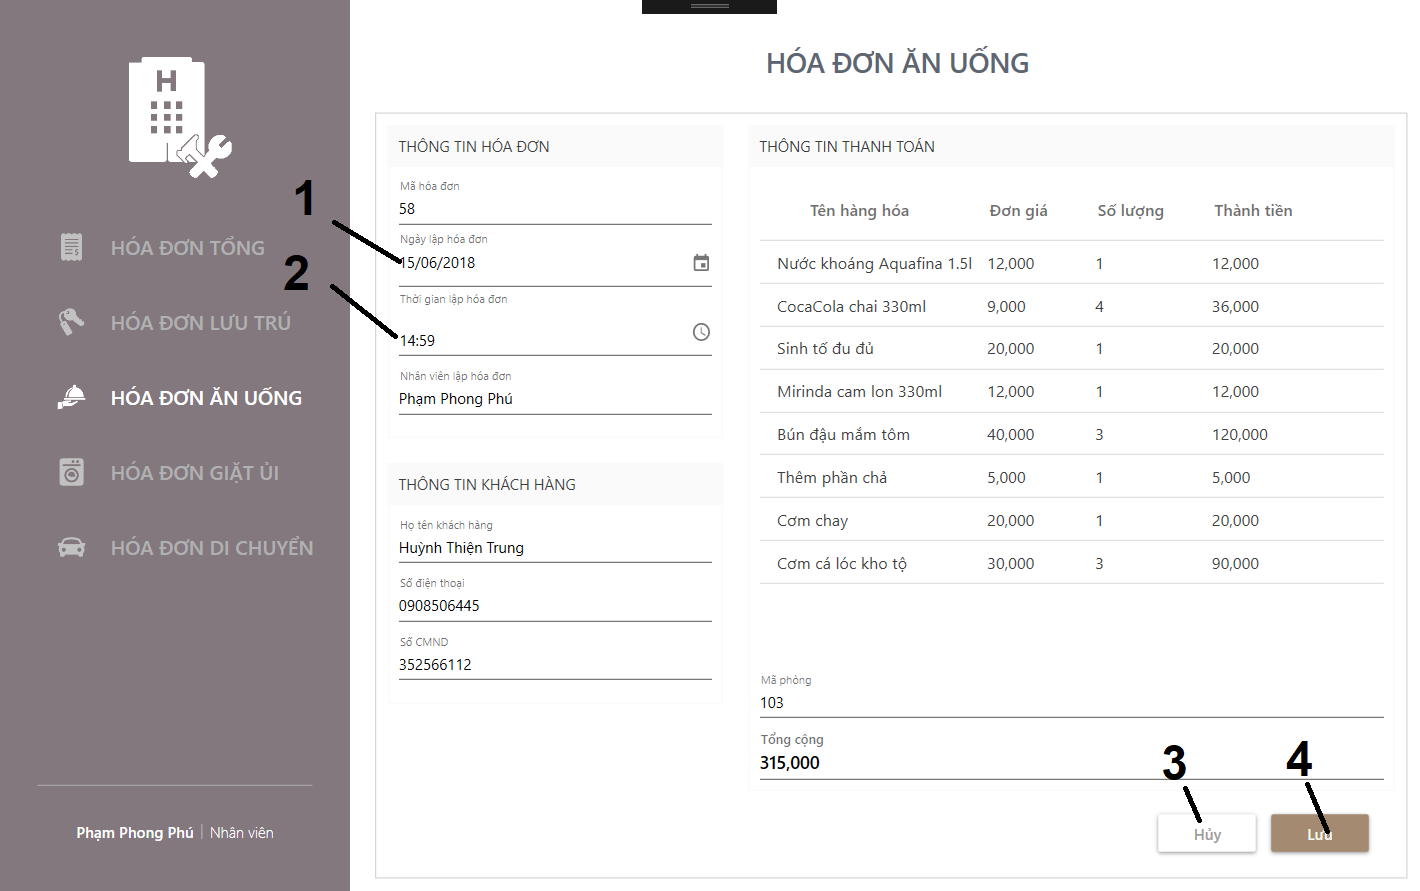 H
HÓA ĐƠN TỔNG
HÓA ĐƠN LƯU TRÚ
HÓA ĐƠN ĂN UỐNG
HÓA ĐƠN GIẶT ỦI
HÓA ĐƠN DI CHUYỂN
Phạm Phong Phú | Nhân viên
HÓA ĐƠN ĂN UỐNG
THÔNG TIN HÓA ĐƠN
Mã hóa đơn
58
1
Ngày lập hóa đơn
15/06/2018
2
Thời gian lập hóa đơn
14:59
Nhân viên lập hóa đơn
Phạm Phong Phú
THÔNG TIN KHÁCH HÀNG
Họ tên khách hàng
Huỳnh Thiện Trung
Số điện thoại
0908506445
Số CMND
352566112
THÔNG TIN THANH TOÁN
Tên hàng hóa Đơn giá Số lượng Thành tiền
Nước khoáng Aquafina 1.5l 12,000 1 12,000
CocaCola chai 330ml 9,000 4 36,000
Sinh tố đu đủ 20,000 1 20,000
Mirinda cam lon 330ml 12,000 1 12,000
Bún đậu mắm tôm 40,000 3 120,000
Thêm phần chả 5,000 1 5,000
Cơm chay 20,000 1 20,000
Cơm cá lóc kho tộ 30,000 3 90,000
Mã phòng
103
Tổng cộng
315,000
3 4
Hủy Lưu